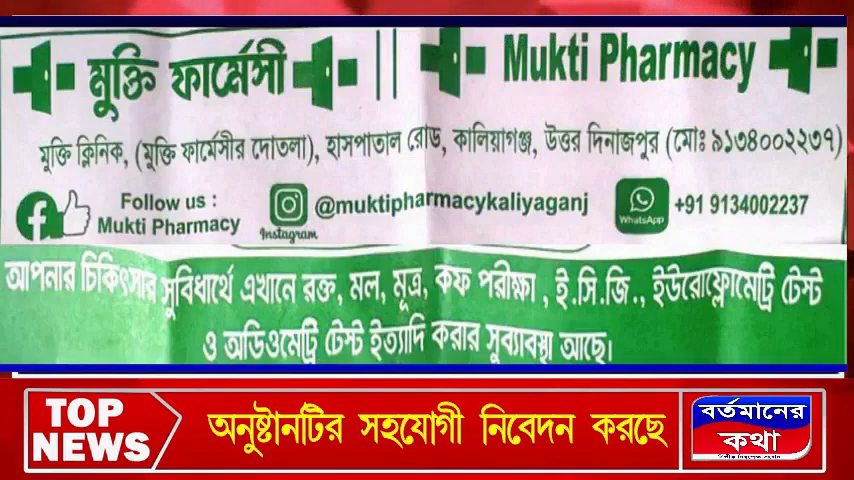 মুক্তি ফার্মেসী || Mukti Pharmacy
মুক্তি ক্লিনিক, (মুক্তি ফার্মেসীর দোতলা), হাসপাতাল রোড, কালিয়াগঞ্জ, উত্তর দিনাজপুর (মোঃ ৯১৩৪০০২২৩৭)
Follow us :
Mukti Pharmacy
Instagram
@muktipharmacykaliyaganj
WhatsApp
+91 9134002237
আপনার চিকিৎসার সুবিধার্থে এখানে রক্ত, মল, মূত্র, কফ পরীক্ষা, ই.সি.জি., ইউরোফ্লোমেট্রি টেস্ট
ও অডিওমেট্রি টেস্ট ইত্যাদি করার সুব্যাবস্থা আছে।
TOP
NEWS
অনুষ্টানটির সহযোগী নিবেদন করছে
বর্তমানের
কথা